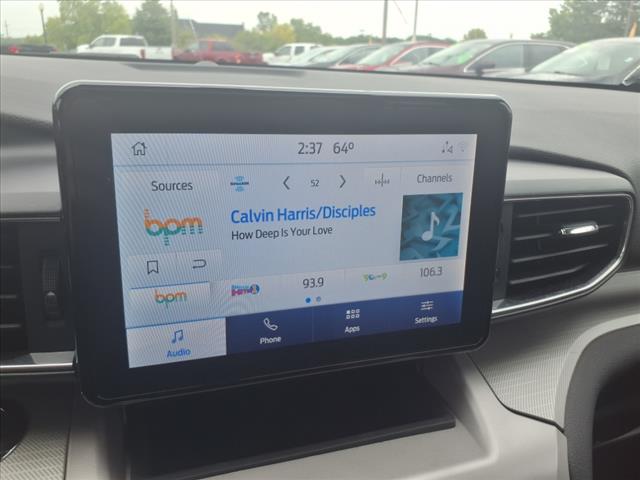 2:37 64°
Sources
52
Channels
bpm
Calvin Harris/Disciples
How Deep Is Your Love
bpm
93.9
106.3
Audio
Phone
Apps
Settings